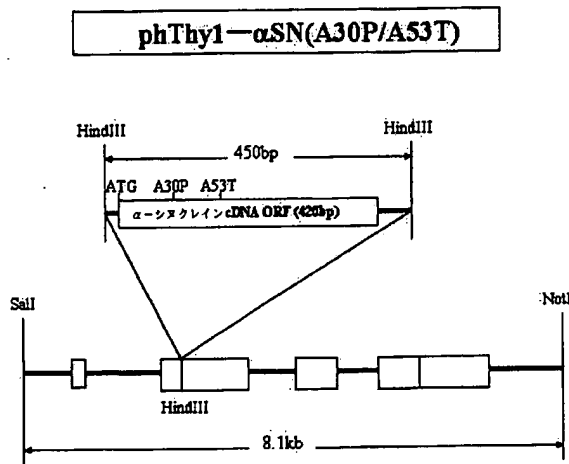 phThy1—αSN(A30P/A53T)
HindIII HindIII
450bp
ATG A30P A53T
α−シヌクレインcDNA ORF (420bp)
SalI NotI
HindIII
8.1kb